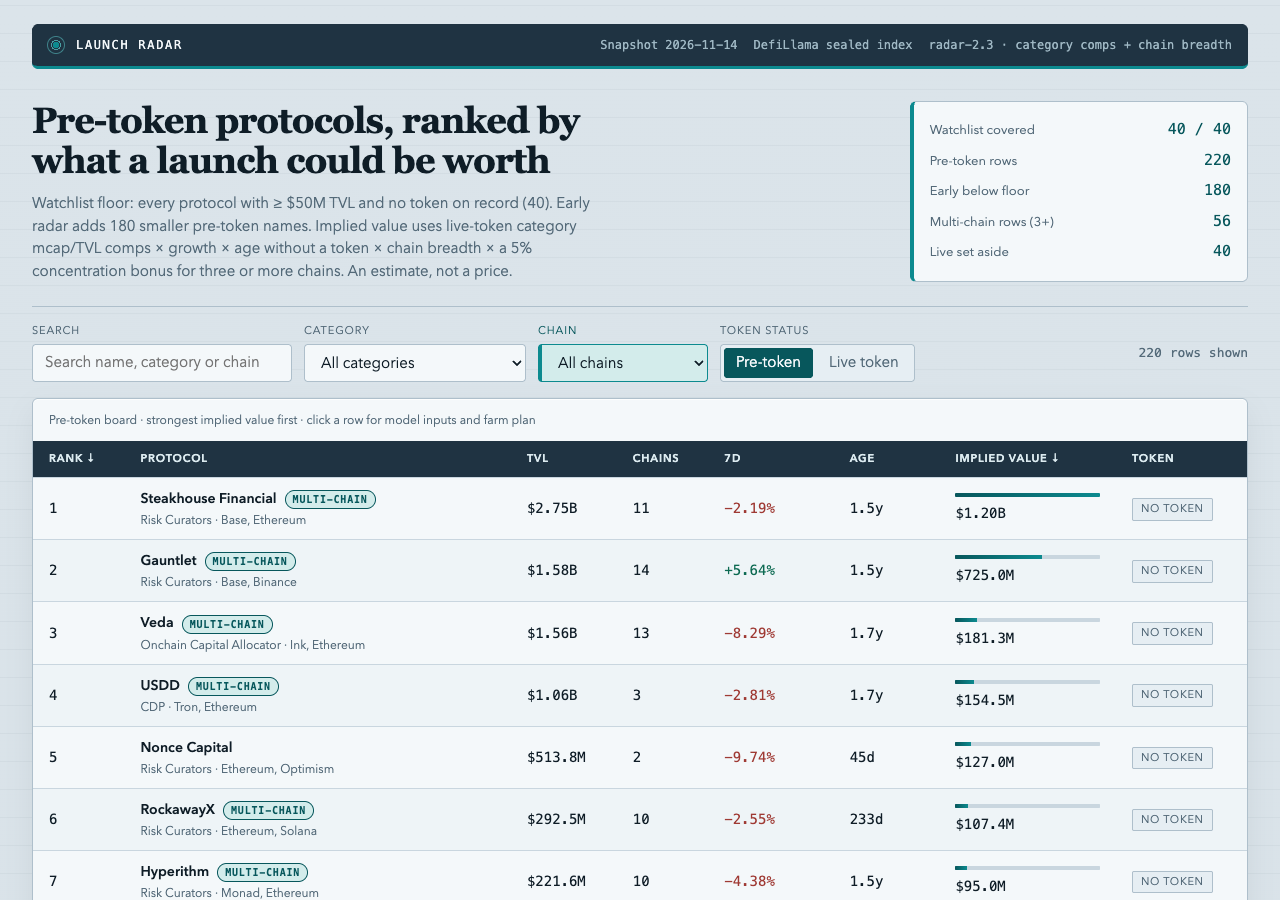 LAUNCH RADAR
Snapshot 2026-11-14 DefiLlama sealed index radar-2.3 · category comps + chain breadth
Pre-token protocols, ranked by
what a launch could be worth
Watchlist floor: every protocol with ≥ $50M TVL and no token on record (40). Early
radar adds 180 smaller pre-token names. Implied value uses live-token category
mcap/TVL comps × growth × age without a token × chain breadth × a 5%
concentration bonus for three or more chains. An estimate, not a price.
Watchlist covered 40 / 40
Pre-token rows 220
Early below floor 180
Multi-chain rows (3+) 56
Live set aside 40
SEARCH CATEGORY CHAIN TOKEN STATUS
Search name, category or chain All categories All chains Pre-token Live token
220 rows shown
Pre-token board · strongest implied value first · click a row for model inputs and farm plan
RANK ↓ PROTOCOL TVL CHAINS 7D AGE IMPLIED VALUE ↓ TOKEN
1 Steakhouse Financial MULTI-CHAIN $2.75B 11 −2.19% 1.5y $1.20B NO TOKEN
Risk Curators · Base, Ethereum
2 Gauntlet MULTI-CHAIN $1.58B 14 +5.64% 1.5y $725.0M NO TOKEN
Risk Curators · Base, Binance
3 Veda MULTI-CHAIN $1.56B 13 −8.29% 1.7y $181.3M NO TOKEN
Onchain Capital Allocator · Ink, Ethereum
4 USDD MULTI-CHAIN $1.06B 3 −2.81% 1.7y $154.5M NO TOKEN
CDP · Tron, Ethereum
5 Nonce Capital $513.8M 2 −9.74% 45d $127.0M NO TOKEN
Risk Curators · Ethereum, Optimism
6 RockawayX MULTI-CHAIN $292.5M 10 −2.55% 233d $107.4M NO TOKEN
Risk Curators · Ethereum, Solana
7 Hyperithm MULTI-CHAIN $221.6M 10 −4.38% 1.5y $95.0M NO TOKEN
Risk Curators · Monad, Ethereum